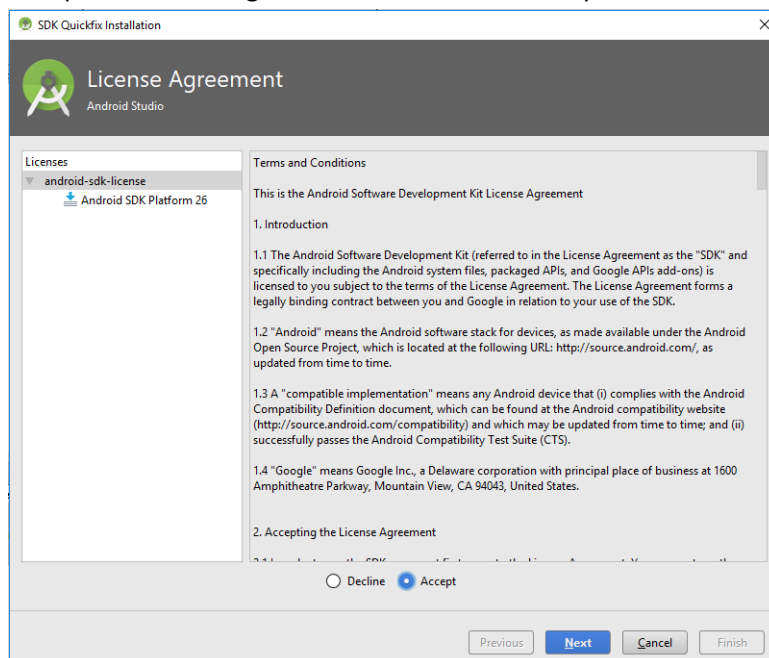 SDK Quickfix Installation
License Agreement
Android Studio
Licenses
android-sdk-license
Android SDK Platform 26
Terms and Conditions
This is the Android Software Development Kit License Agreement
1. Introduction
1.1 The Android Software Development Kit (referred to in the License Agreement as the "SDK" and
specifically including the Android system files, packaged APIs, and Google APIs add-ons) is
licensed to you subject to the terms of the License Agreement. The License Agreement forms a
legally binding contract between you and Google in relation to your use of the SDK.
1.2 "Android" means the Android software stack for devices, as made available under the Android
Open Source Project, which is located at the following URL: http://source.android.com/, as
updated from time to time.
1.3 A "compatible implementation" means any Android device that (i) complies with the Android
Compatibility Definition document, which can be found at the Android compatibility website
(http://source.android.com/compatibility) and which may be updated from time to time; and (ii)
successfully passes the Android Compatibility Test Suite (CTS).
1.4 "Google" means Google Inc., a Delaware corporation with principal place of business at 1600
Amphitheatre Parkway, Mountain View, CA 94043, United States.
2. Accepting the License Agreement
Decline Accept
Previous Next Cancel Finish